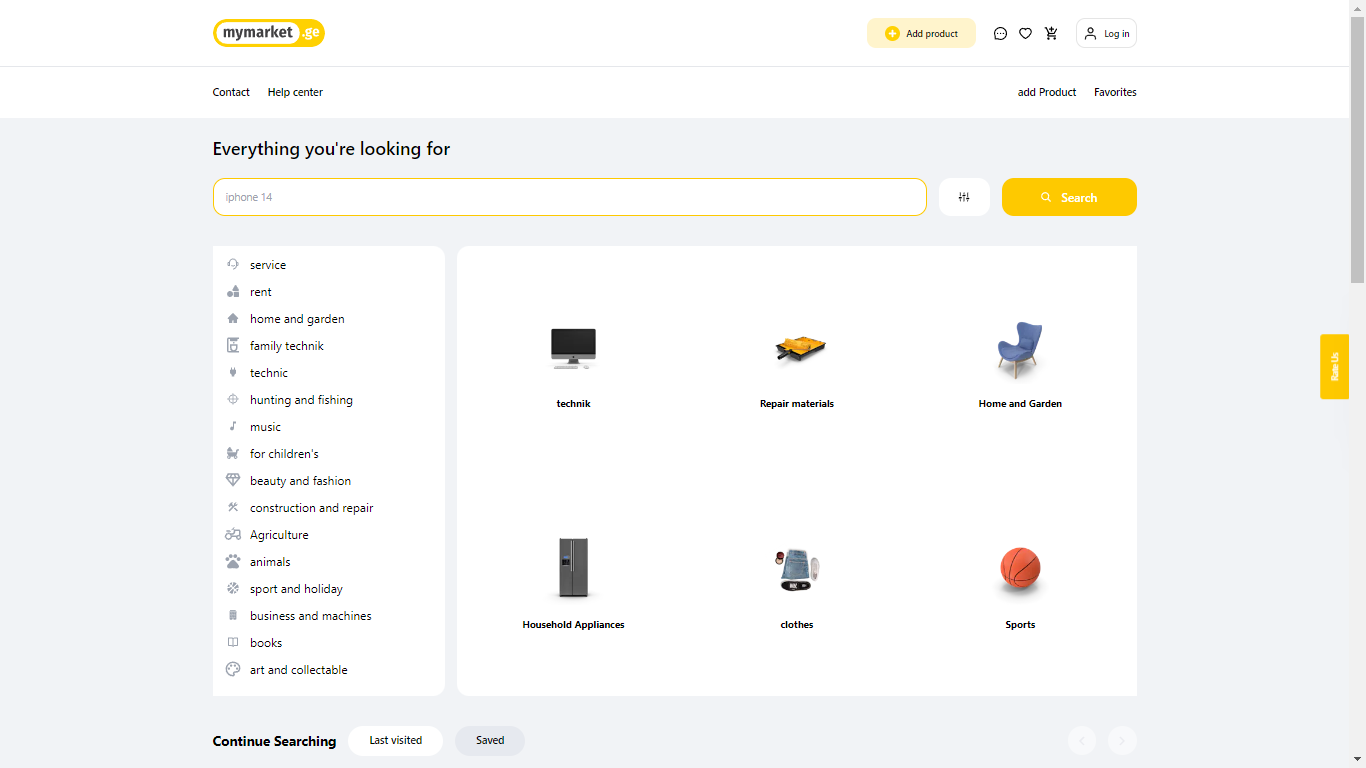 mymarket.ge
Add product
Log in
Contact
Help center
add Product
Favorites
Everything you're looking for
iphone 14
Search
service
rent
home and garden
family technik
technic
hunting and fishing
music
for children's
beauty and fashion
construction and repair
Agriculture
animals
sport and holiday
business and machines
books
art and collectable
technik
Repair materials
Home and Garden
Household Appliances
clothes
Sports
Rate Us
Continue Searching
Last visited
Saved